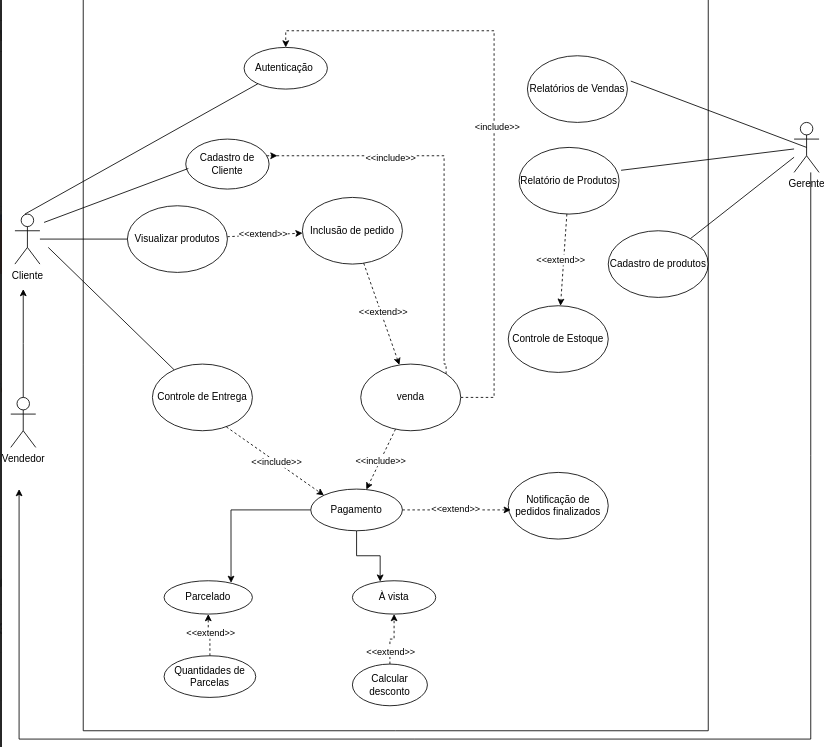 Autenticação
<include>>
Relatórios de Vendas
Cadastro de
Cliente
<<include>>
Relatório de Produtos
Gerente
Visualizar produtos
<<extend>>
Inclusão de pedido
Cliente
<<extend>>
Cadastro de produtos
<<extend>>
Controle de Estoque
Controle de Entrega
venda
Vendedor
<<include>>
<<include>>
Pagamento
<<extend>>
Notificação de
pedidos finalizados
Parcelado
À vista
<<extend>>
<<extend>>
Quantidades de
Parcelas
Calcular
desconto